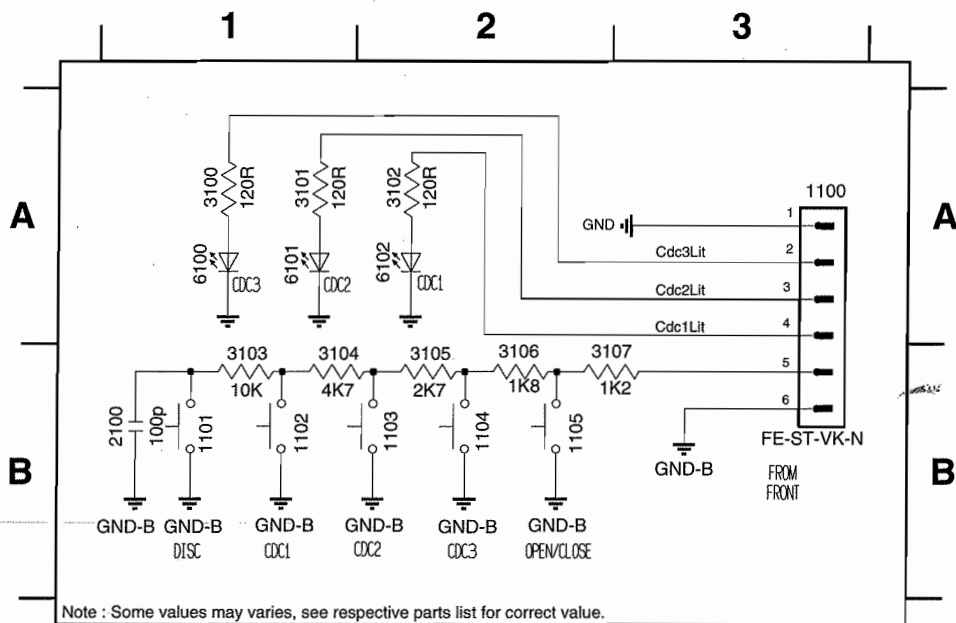 1 2 3
A A
3100 120R
3101 120R
3102 120R
1100
GND 1
Cdc3Lit 2
Cdc2Lit 3
Cdc1Lit 4
6100 CDC3
6101 CDC2
6102 CDC1
3103 3104 3105 3106 3107 5
10K 4K7 2K7 1K8 1K2
6
2100 100p 1101 1102 1103 1104 1105
FE-ST-VK-N
B B
GND-B
FROM
FRONT
GND-B GND-B GND-B GND-B GND-B GND-B
DISC CDC1 CDC2 CDC3 OPEN/CLOSE
Note : Some values may varies, see respective parts list for correct value.